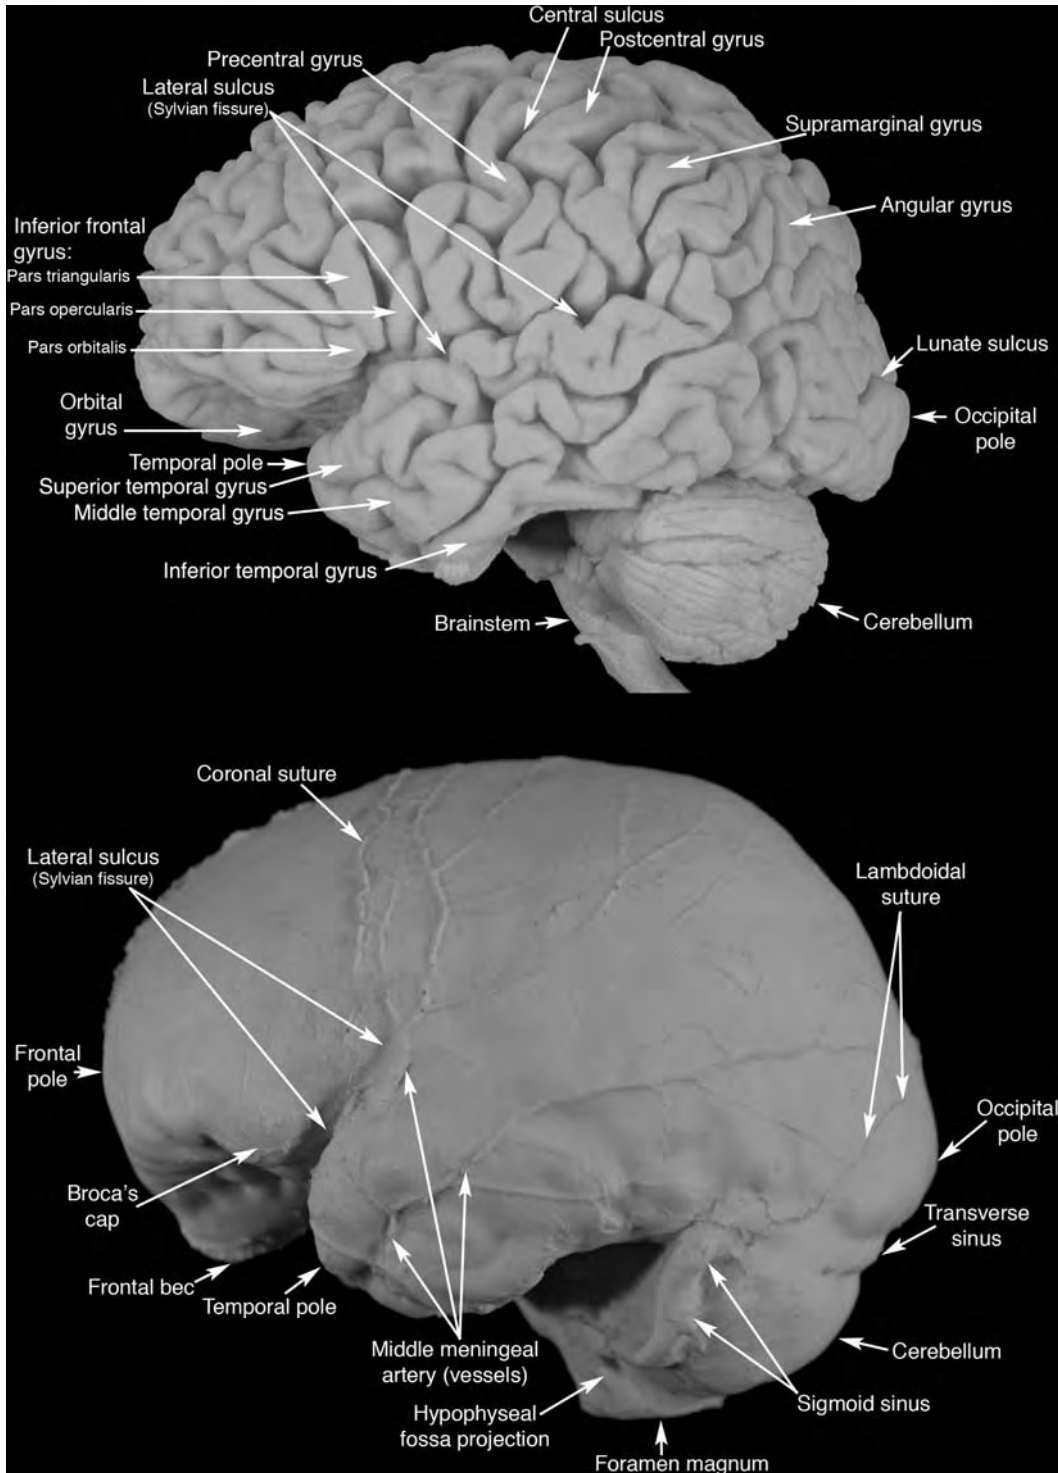 Central sulcus
Postcentral gyrus
Precentral gyrus
Lateral sulcus
(Sylvian fissure)
Supramarginal gyrus
Angular gyrus
Inferior frontal
gyrus:
Pars triangularis
Pars opercularis
Pars orbitalis
Lunate sulcus
Orbital
gyrus
Occipital
pole
Temporal pole
Superior temporal gyrus
Middle temporal gyrus
Inferior temporal gyrus
Brainstem
Cerebellum
Coronal suture
Lateral sulcus
(Sylvian fissure)
Lambdoidal
suture
Frontal
pole
Occipital
pole
Broca's
cap
Transverse
sinus
Frontal bec
Temporal pole
Middle meningeal
artery (vessels)
Cerebellum
Sigmoid sinus
Hypophyseal
fossa projection
Foramen magnum